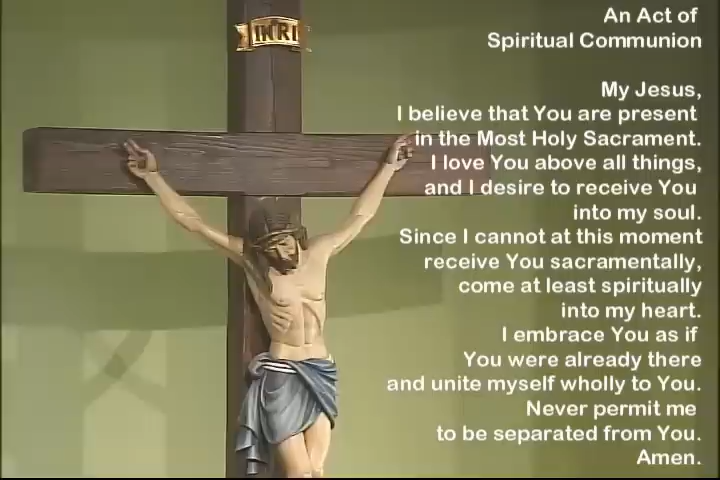 INRI
An Act of
Spiritual Communion
My Jesus,
I believe that You are present
in the Most Holy Sacrament.
I love You above all things,
and I desire to receive You
into my soul.
Since I cannot at this moment
receive You sacramentally,
come at least spiritually
into my heart.
I embrace You as if
You were already there
and unite myself wholly to You.
Never permit me
to be separated from You.
Amen.